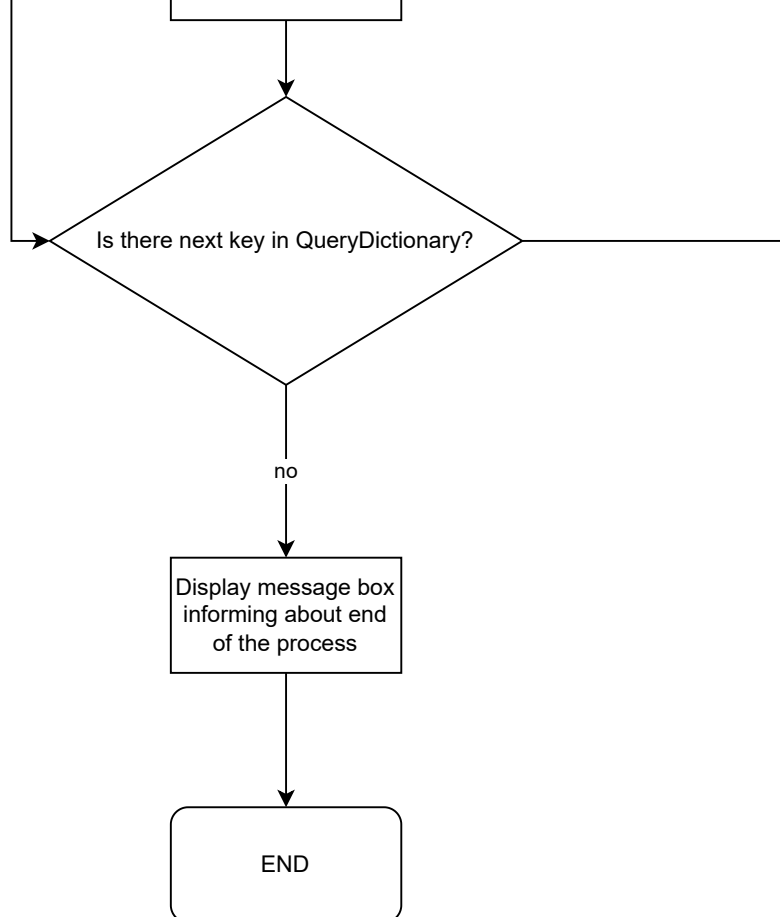 Is there next key in QueryDictionary?
no
Display message box
informing about end
of the process
END